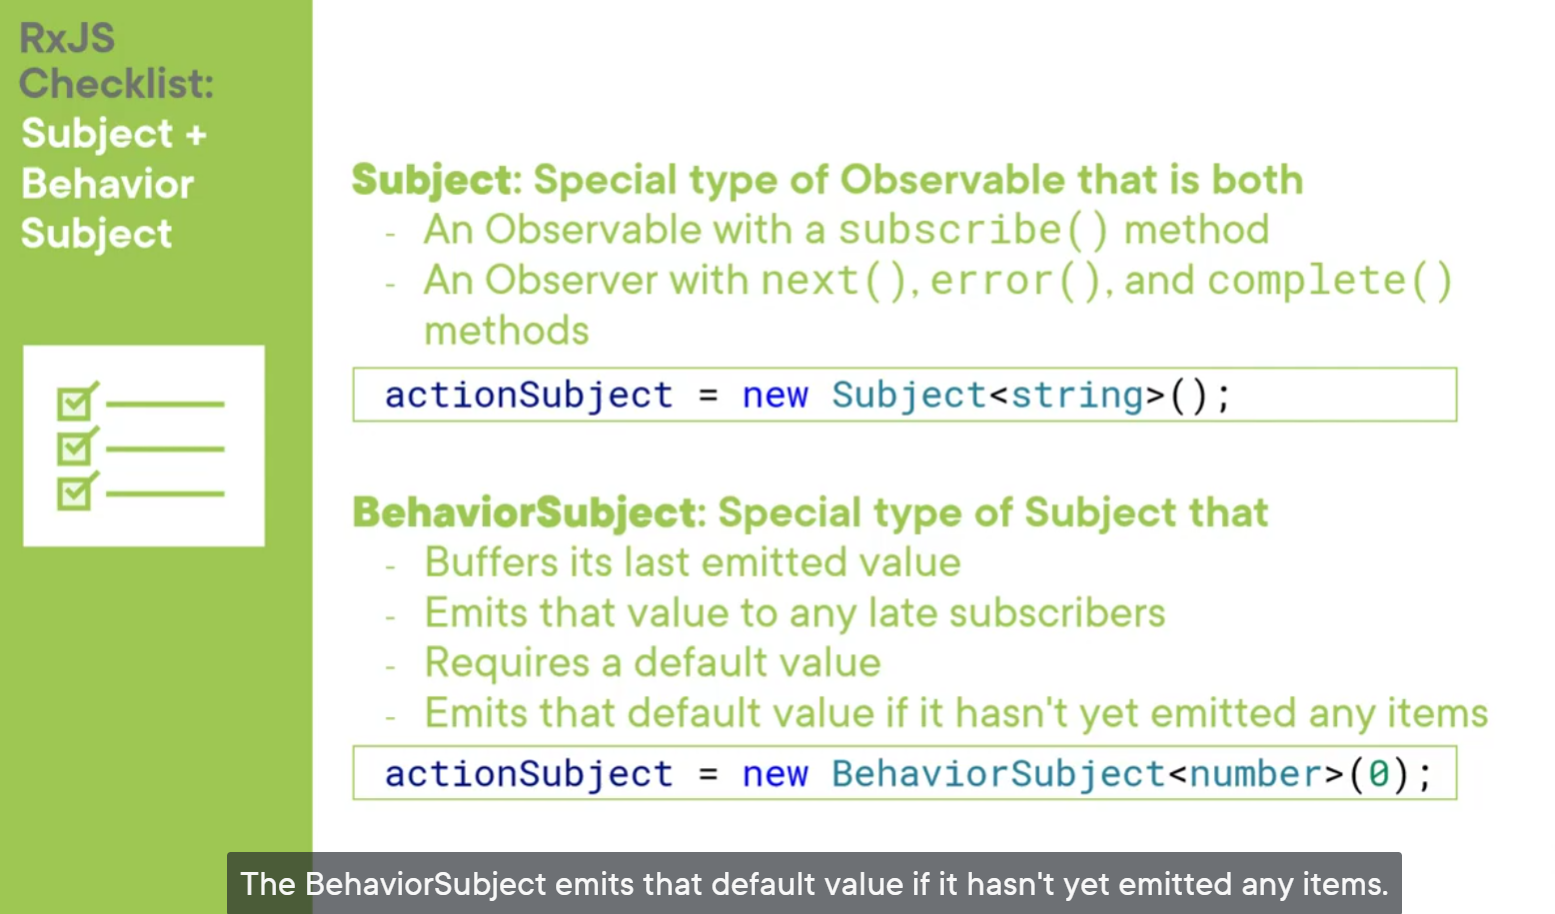 RxJS
Checklist:
Subject +
Behavior
Subject
Subject: Special type of Observable that is both
- An Observable with a subscribe() method
- An Observer with next(), error(), and complete()
methods
actionSubject = new Subject<string>();
BehaviorSubject: Special type of Subject that
- Buffers its last emitted value
- Emits that value to any late subscribers
- Requires a default value
- Emits that default value if it hasn't yet emitted any items
actionSubject = new BehaviorSubject<number>(0);
The BehaviorSubject emits that default value if it hasn't yet emitted any items.